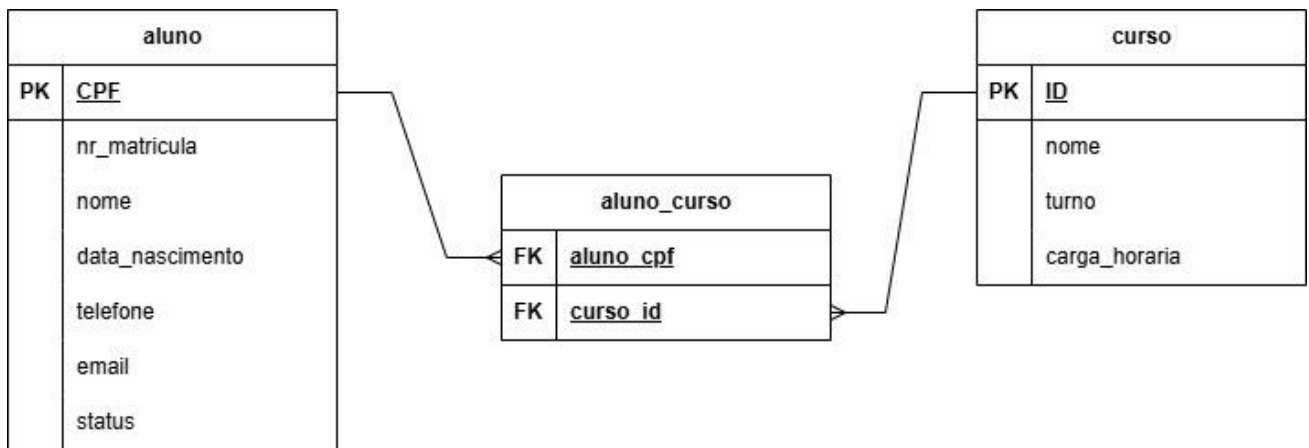 aluno
PK CPF
nr_matricula
nome
data_nascimento
telefone
email
status
aluno_curso
FK aluno_cpf
FK curso_id
curso
PK ID
nome
turno
carga_horaria